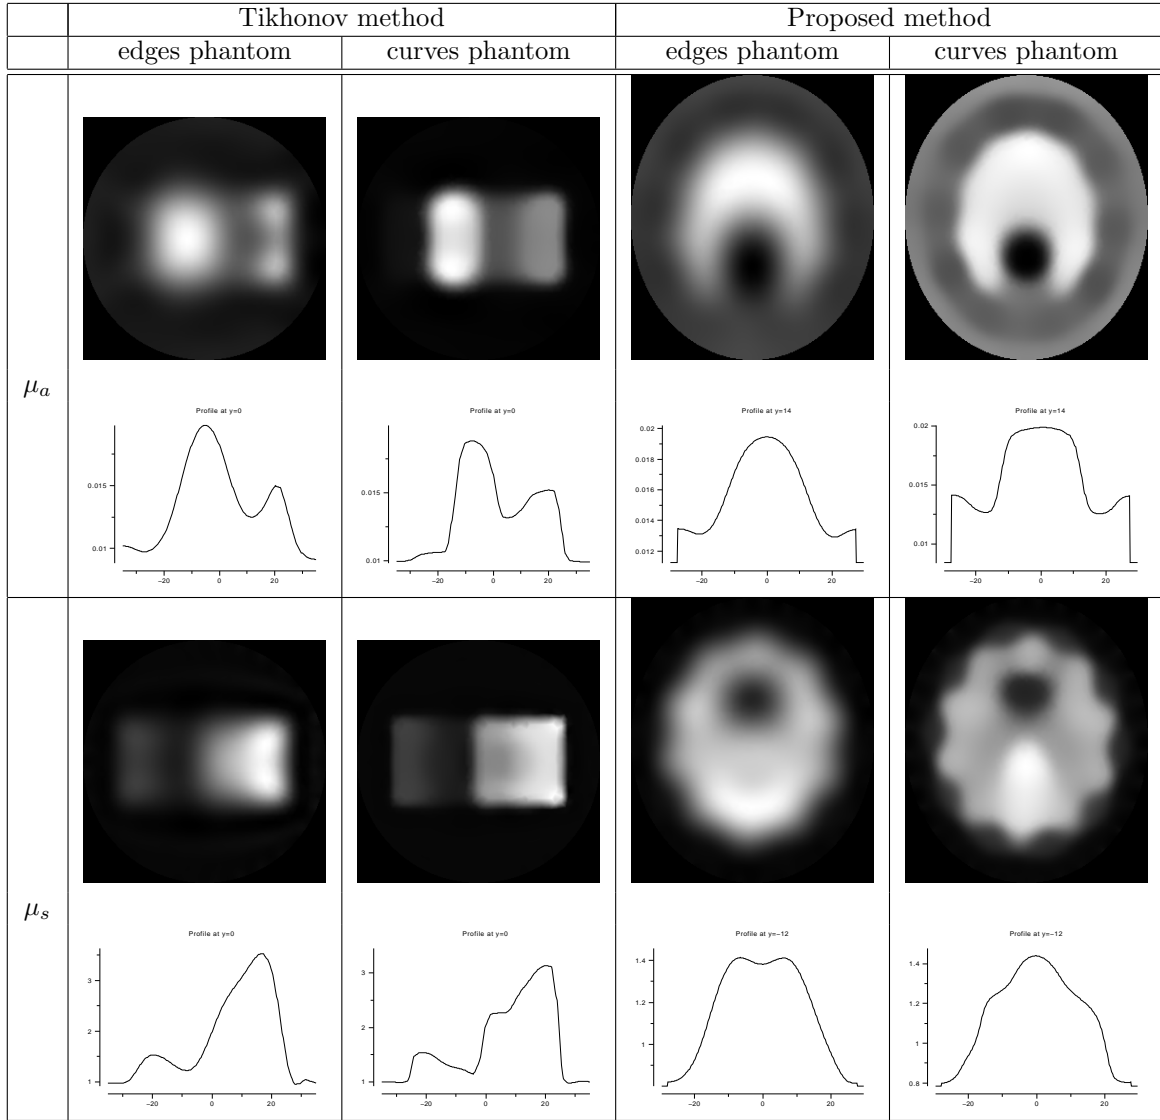 Tikhonov method Proposed method
edges phantom curves phantom edges phantom curves phantom
μa
Profile at y=0
0.015
0.01
−20 0 20
Profile at y=0
0.015
0.01
−20 0 20
Profile at y=14
0.02
0.018
0.016
0.014
0.012
−20 0 20
Profile at y=14
0.02
0.015
0.01
−20 0 20
μs
Profile at y=0
3
2
1
−20 0 20
Profile at y=0
3
2
1
−20 0 20
Profile at y=−12
1.4
1.2
1
−20 0 20
Profile at y=−12
1.4
1.2
1
0.8
−20 0 20